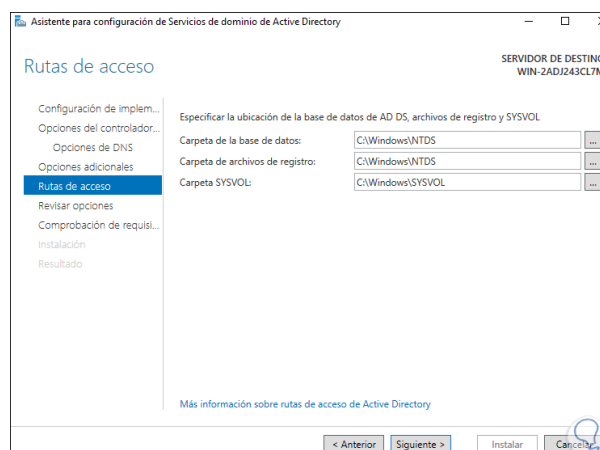 Asistente para configuración de Servicios de dominio de Active Directory
Rutas de acceso
SERVIDOR DE DESTINO
WIN-2ADJ243CL7M
Configuración de implem...
Opciones del controlador...
Opciones de DNS
Opciones adicionales
Rutas de acceso
Revisar opciones
Comprobación de requisi...
Instalación
Resultado
Especificar la ubicación de la base de datos de AD DS, archivos de registro y SYSVOL
Carpeta de la base de datos: C:\Windows\NTDS ...
Carpeta de archivos de registro: C:\Windows\NTDS ...
Carpeta SYSVOL: C:\Windows\SYSVOL ...
Más información sobre rutas de acceso de Active Directory
< Anterior Siguiente > Instalar Cancelar